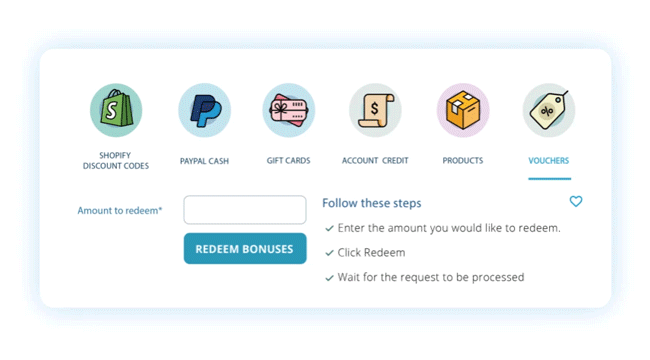 SHOPIFY
DISCOUNT CODES
PAYPAL CASH
GIFT CARDS
ACCOUNT CREDIT
PRODUCTS
VOUCHERS
Amount to redeem*
REDEEM BONUSES
Follow these steps
Enter the amount you would like to redeem.
Click Redeem
Wait for the request to be processed